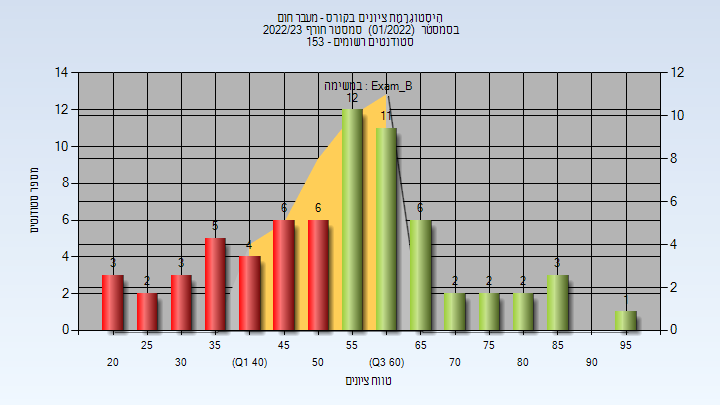 היסטוגרמת ציונים בקורס - מעבר חום
בסמסטר (01/2022) סמסטר חורף 2022/23
סטודנטים רשומים - 153
במשימה : Exam_B
מספר סטודנטים
14 12 10 8 6 4 2 0
12 10 8 6 4 2 0
3 2 3 5 4 6 6 12 11 6 2 2 2 3 1
25 35 45 55 65 75 85 95
20 30 (Q1 40) 50 (Q3 60) 70 80 90
טווח ציונים